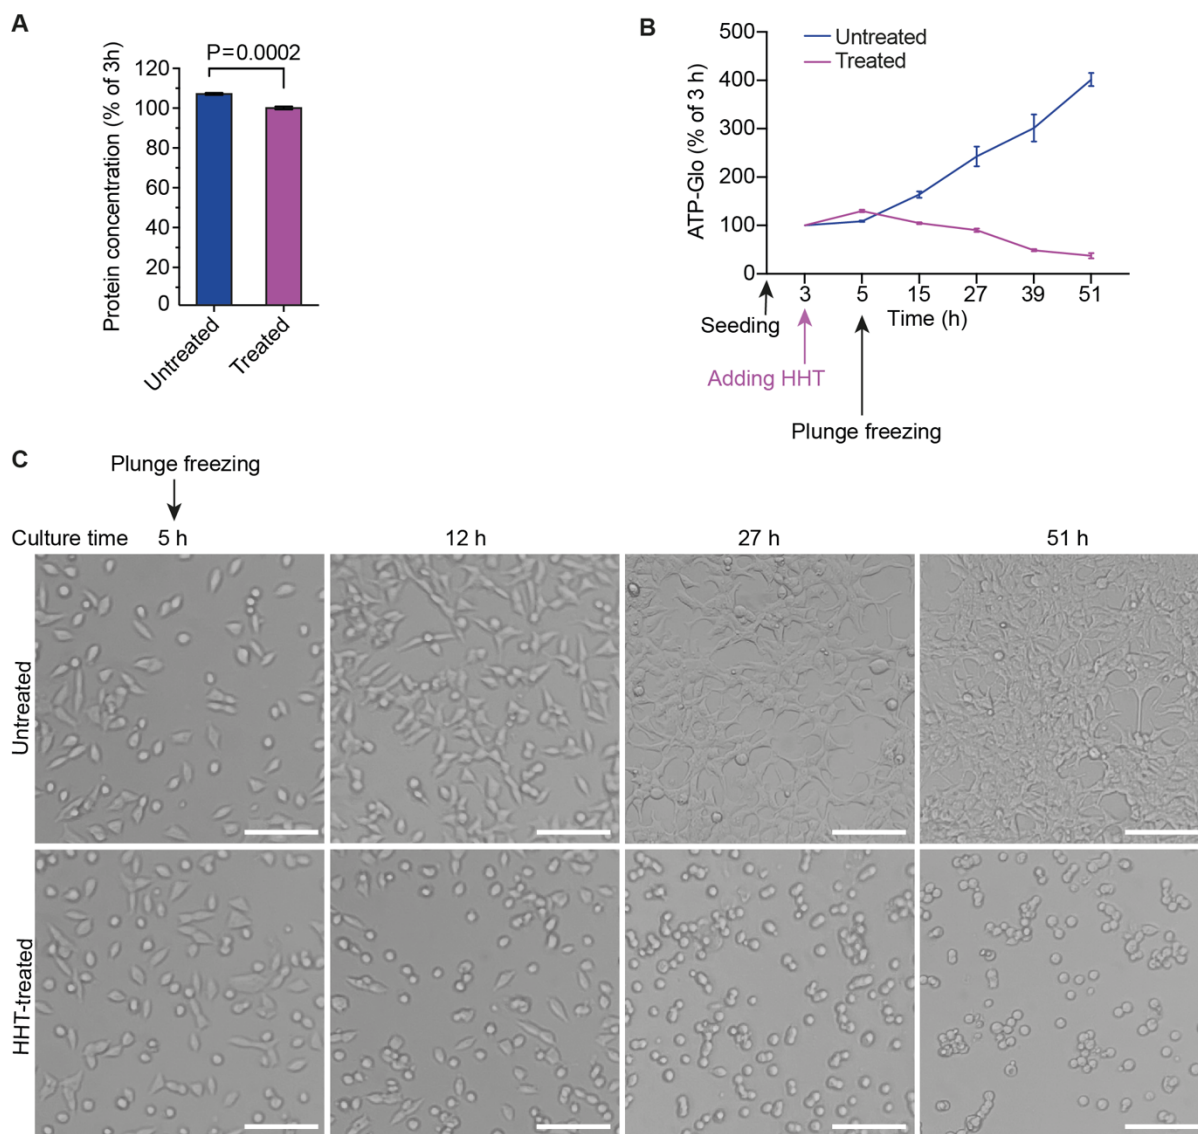 A
P=0.0002
Protein concentration (% of 3h)
120
100
80
60
40
20
0
Untreated
Treated
B
Untreated
Treated
ATP-Glo (% of 3 h)
500
400
300
200
100
0
3 5 15 27 39 51
Time (h)
Seeding
Adding HHT
Plunge freezing
C
Plunge freezing
Culture time 5 h 12 h 27 h 51 h
Untreated
HHT-treated